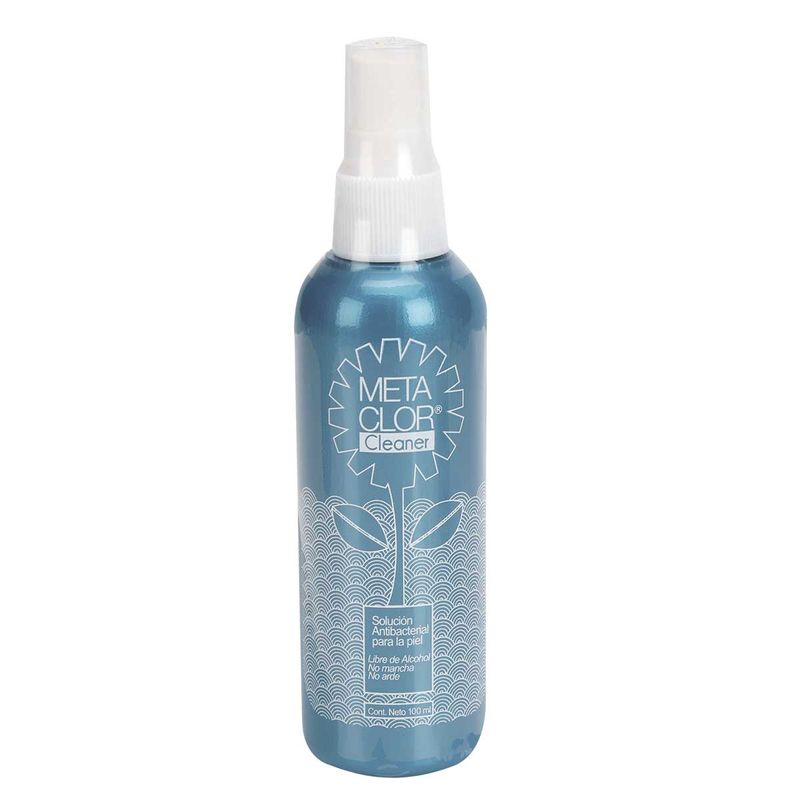 META
CLOR®
Cleaner
Solución
Antibacterial
para la piel
Libre de Alcohol
No mancha
No arde
Cont. Neto 100 ml